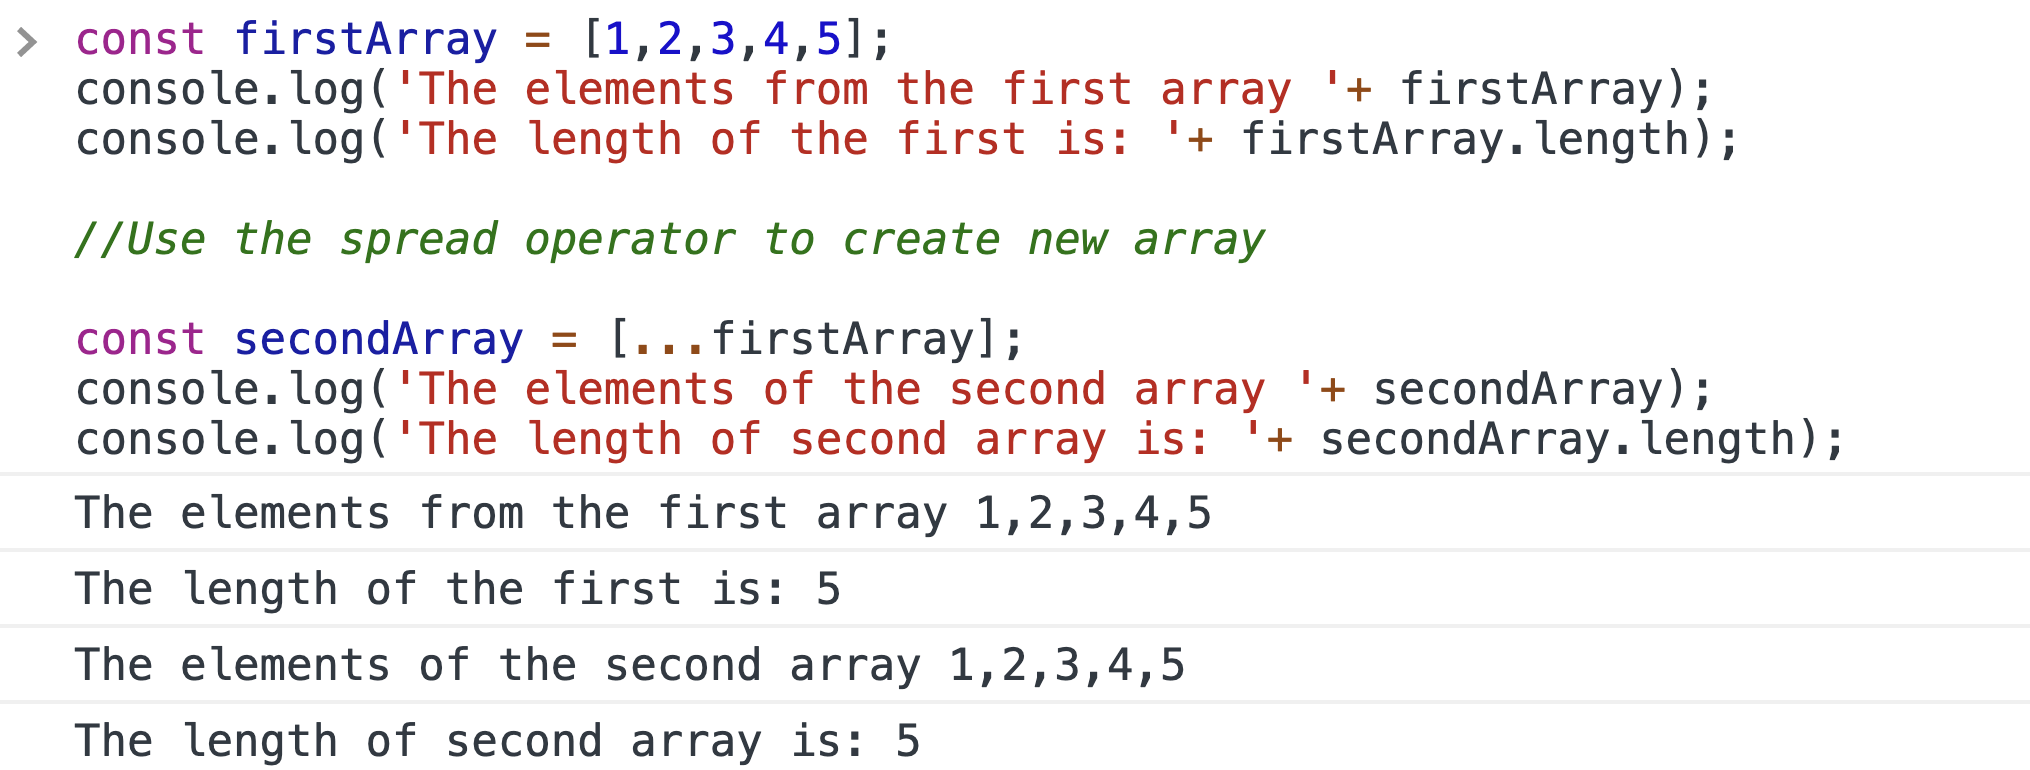 > const firstArray = [1,2,3,4,5];
console.log('The elements from the first array '+ firstArray);
console.log('The length of the first is: '+ firstArray.length);
//Use the spread operator to create new array
const secondArray = [...firstArray];
console.log('The elements of the second array '+ secondArray);
console.log('The length of second array is: '+ secondArray.length);
The elements from the first array 1,2,3,4,5
The length of the first is: 5
The elements of the second array 1,2,3,4,5
The length of second array is: 5